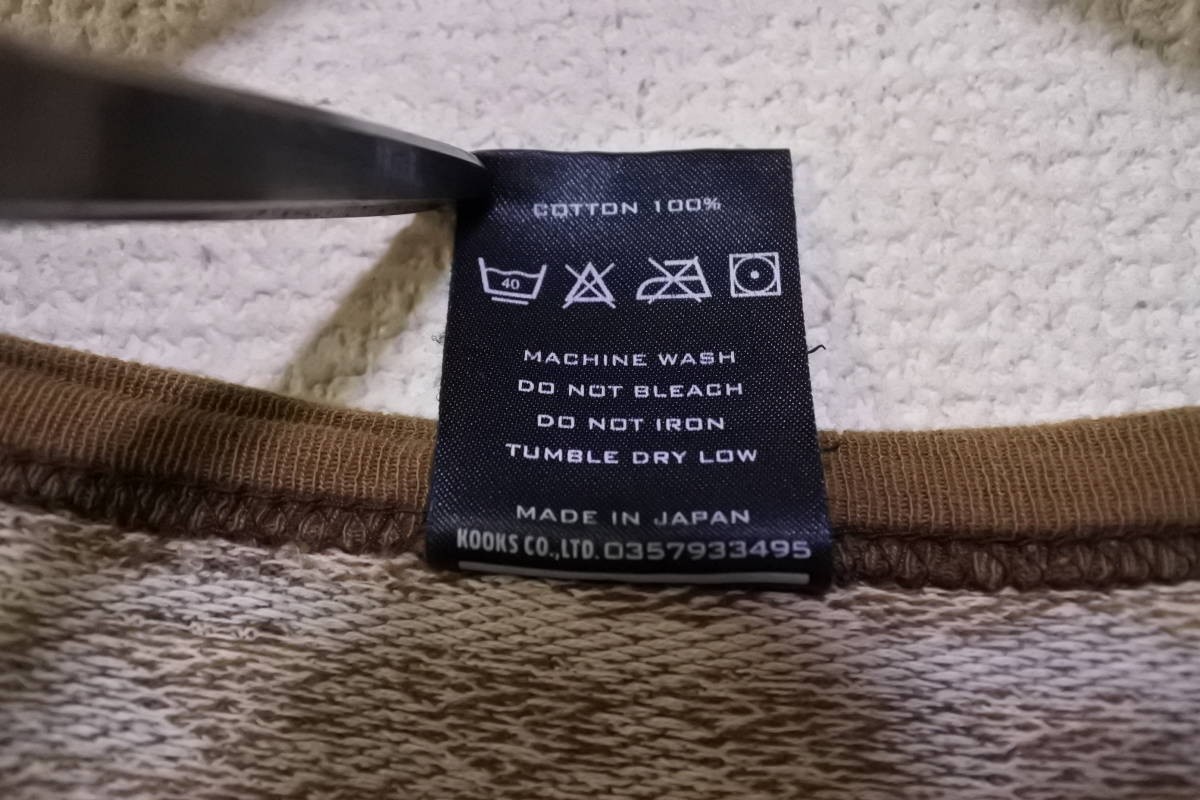 COTTON 100%
40
MACHINE WASH
DO NOT BLEACH
DO NOT IRON
TUMBLE DRY LOW
MADE IN JAPAN
KOOKS CO.,LTD. 0357933495